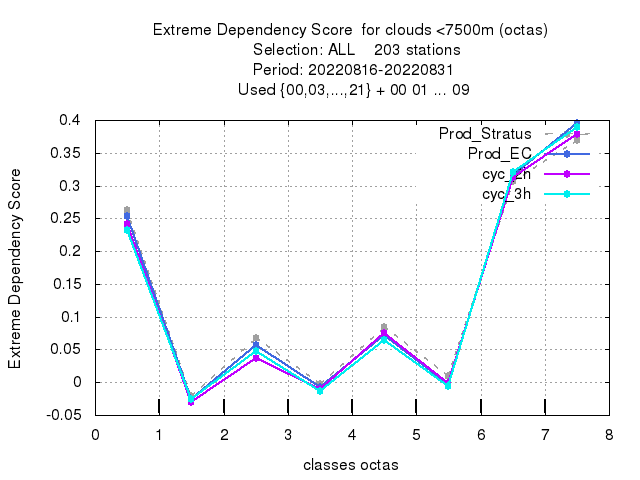 Extreme Dependency Score  for clouds <7500m (octas)
Selection: ALL    203 stations
Period: 20220816-20220831
Used {00,03,...,21} + 00 01 ... 09
Extreme Dependency Score
0.4
0.35
0.3
0.25
0.2
0.15
0.1
0.05
0
-0.05
Prod_Stratus
Prod_EC
cyc_2h
cyc_3h
0 1 2 3 4 5 6 7 8
classes octas